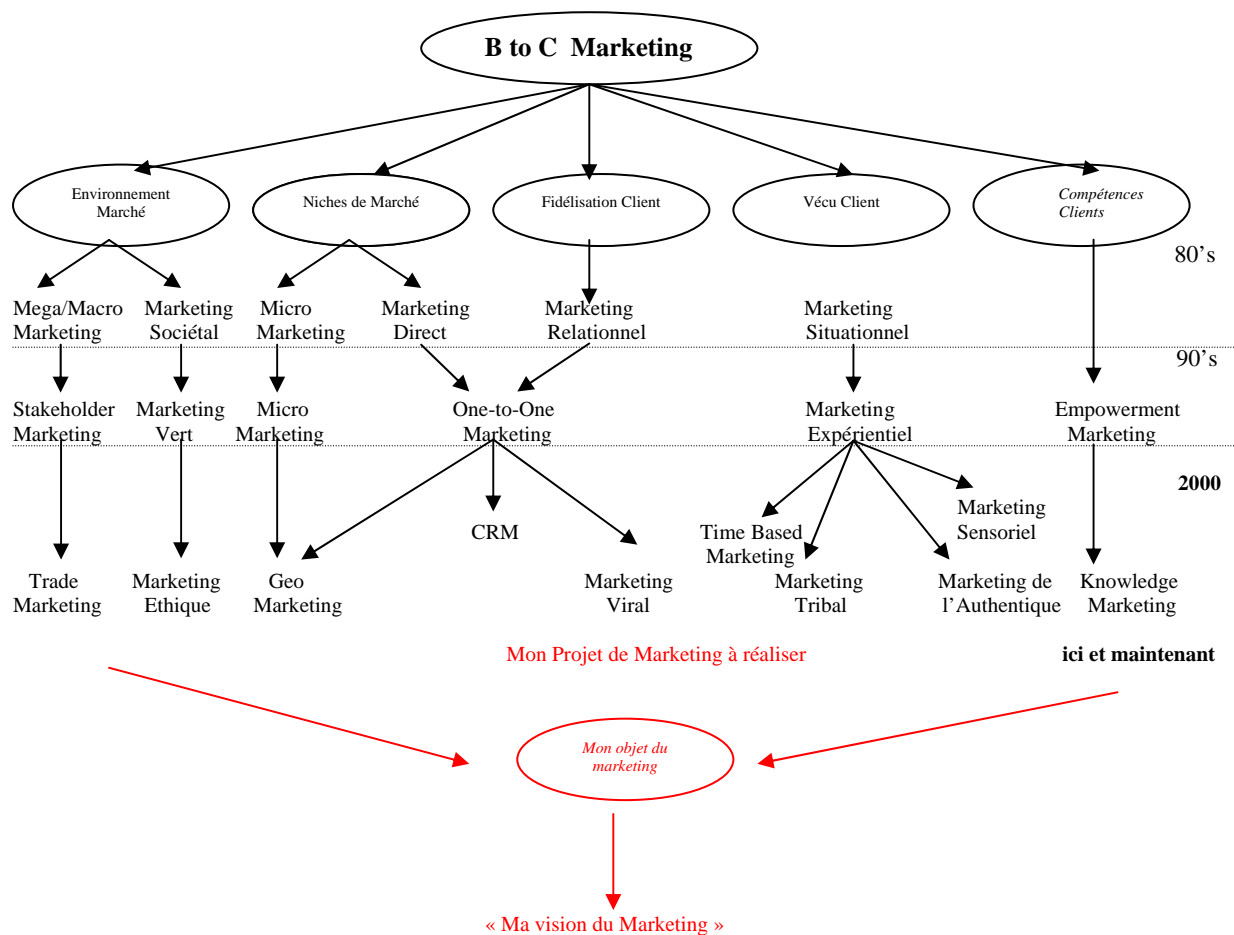 B to C Marketing
Environnement
Marché
Niches de Marché
Fidélisation Client
Vécu Client
Compétences
Clients
80’s
Mega/Macro
Marketing
Marketing
Sociétal
Micro
Marketing
Marketing
Direct
Marketing
Relationnel
Marketing
Situationnel
90’s
Stakeholder
Marketing
Marketing
Vert
Micro
Marketing
One-to-One
Marketing
Marketing
Expérientiel
Empowerment
Marketing
2000
CRM
Time Based
Marketing
Marketing
Sensoriel
Trade
Marketing
Marketing
Ethique
Geo
Marketing
Marketing
Viral
Marketing
Tribal
Marketing de
l’Authentique
Knowledge
Marketing
Mon Projet de Marketing à réaliser
ici et maintenant
Mon objet du
marketing
« Ma vision du Marketing »